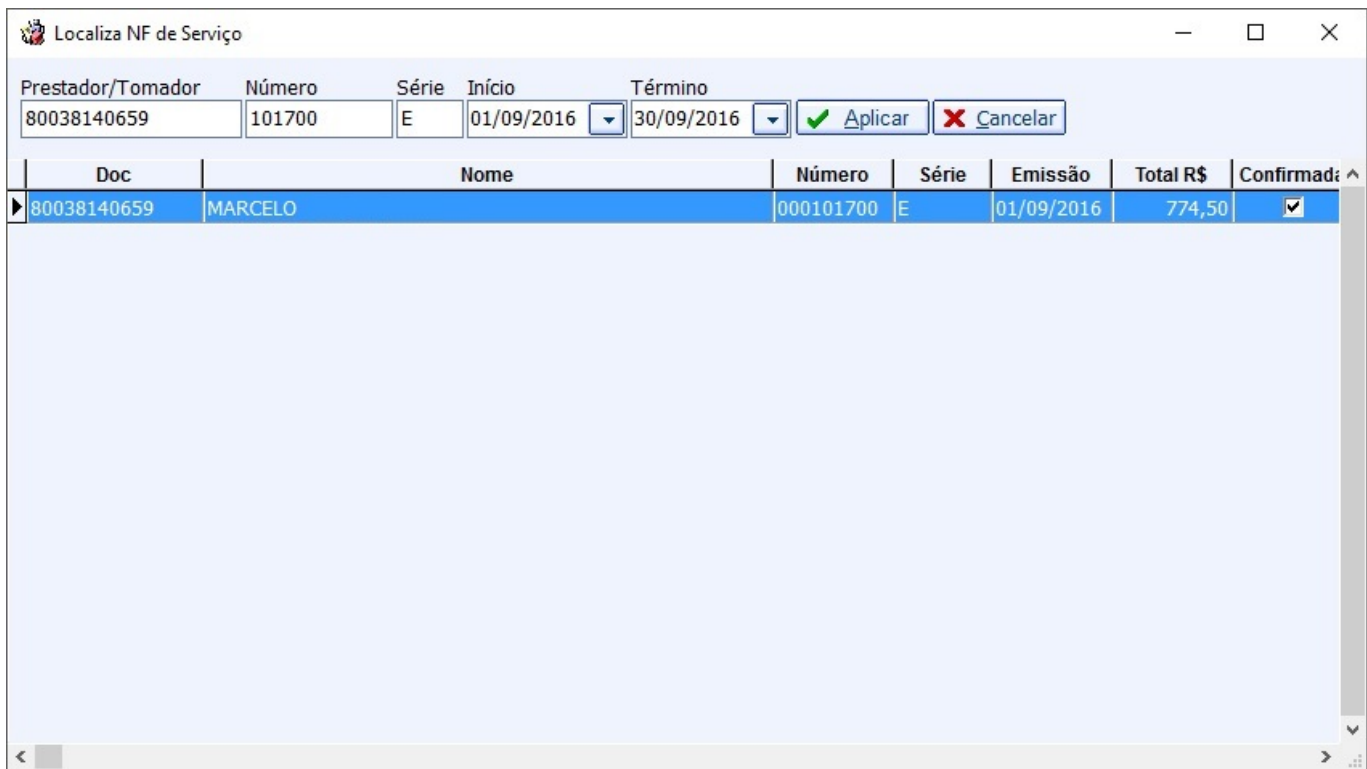 Localiza NF de Serviço
Prestador/Tomador Número Série Início Término
80038140659 101700 E 01/09/2016 30/09/2016 Aplicar Cancelar
Doc Nome Número Série Emissão Total R$ Confirmada
80038140659 MARCELO 000101700 E 01/09/2016 774,50